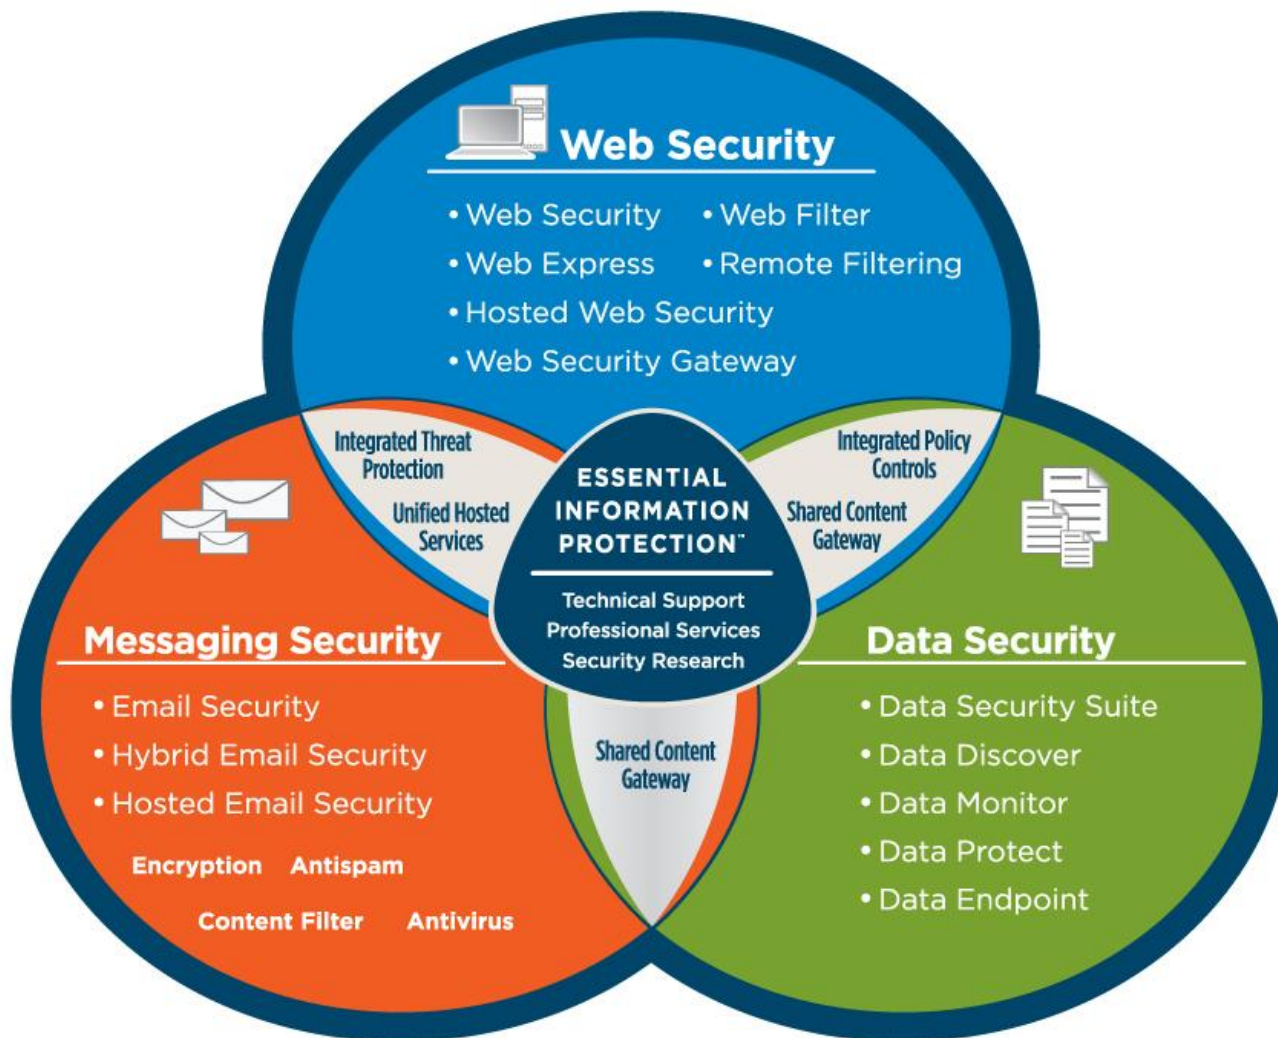 Web Security
• Web Security • Web Filter
• Web Express • Remote Filtering
• Hosted Web Security
• Web Security Gateway
Integrated Threat
Protection
Unified Hosted
Services
Integrated Policy
Controls
Shared Content
Gateway
ESSENTIAL
INFORMATION
PROTECTION™
Technical Support
Professional Services
Security Research
Messaging Security
• Email Security
• Hybrid Email Security
• Hosted Email Security
Encryption Antispam
Content Filter Antivirus
Shared Content
Gateway
Data Security
• Data Security Suite
• Data Discover
• Data Monitor
• Data Protect
• Data Endpoint